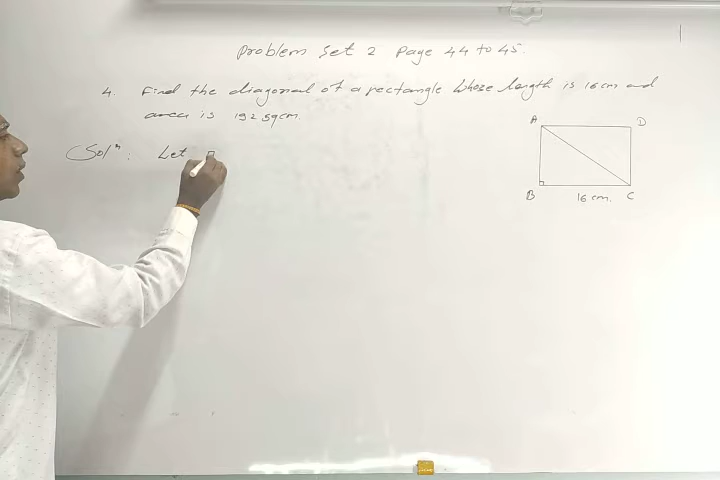 Problem Set 2 Page 44 to 45.
4. Find the diagonal of a rectangle whose length is 16cm and
area is 192 sqcm.
Solⁿ: Let
A D
B 16 cm. C